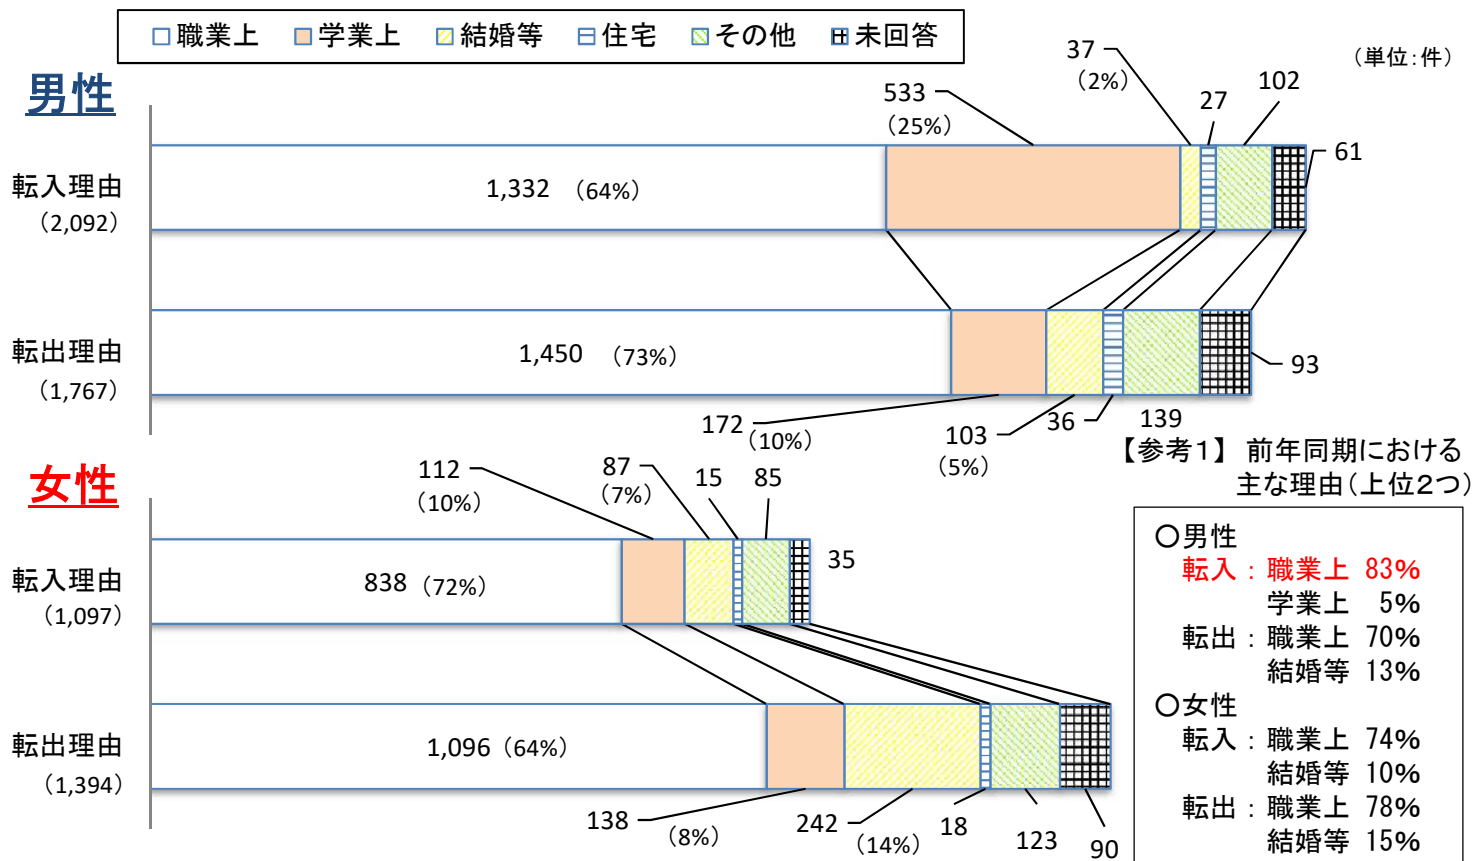 職業上 学業上 結婚等 住宅 その他 未回答
(単位:件)
男性
533
(25%)
37
(2%)
27
102
61
転入理由
(2,092)
1,332 (64%)
転出理由
(1,767)
1,450 (73%)
172
(10%)
103
(5%)
36
139
93
女性
112
(10%)
87
(7%)
15
85
35
転入理由
(1,097)
838 (72%)
転出理由
(1,394)
1,096 (64%)
138
(8%)
242
(14%)
18
123
90
【参考1】 前年同期における
主な理由(上位2つ)
〇男性
転入:職業上 83%
学業上 5%
転出:職業上 70%
結婚等 13%
〇女性
転入:職業上 74%
結婚等 10%
転出:職業上 78%
結婚等 15%